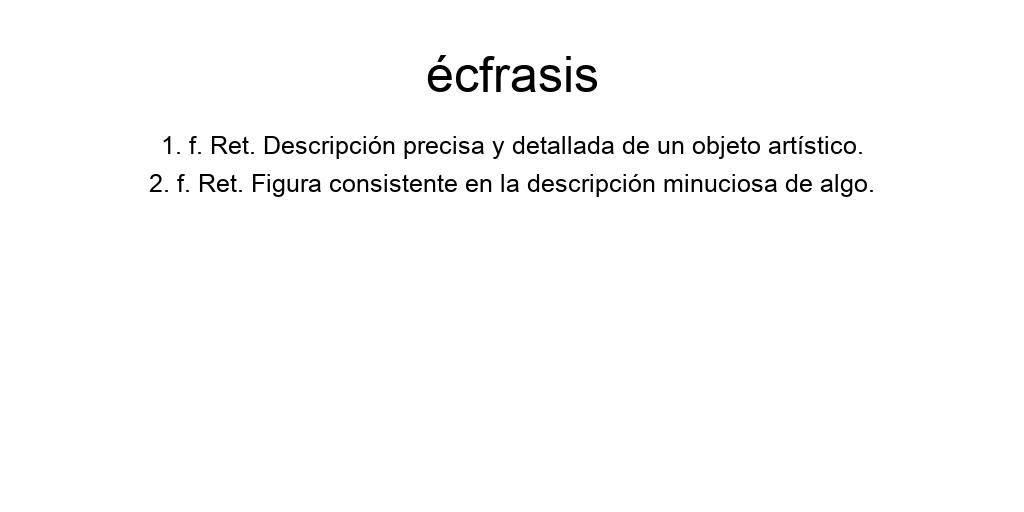 écfrasis
1. f. Ret. Descripción precisa y detallada de un objeto artístico.
2. f. Ret. Figura consistente en la descripción minuciosa de algo.